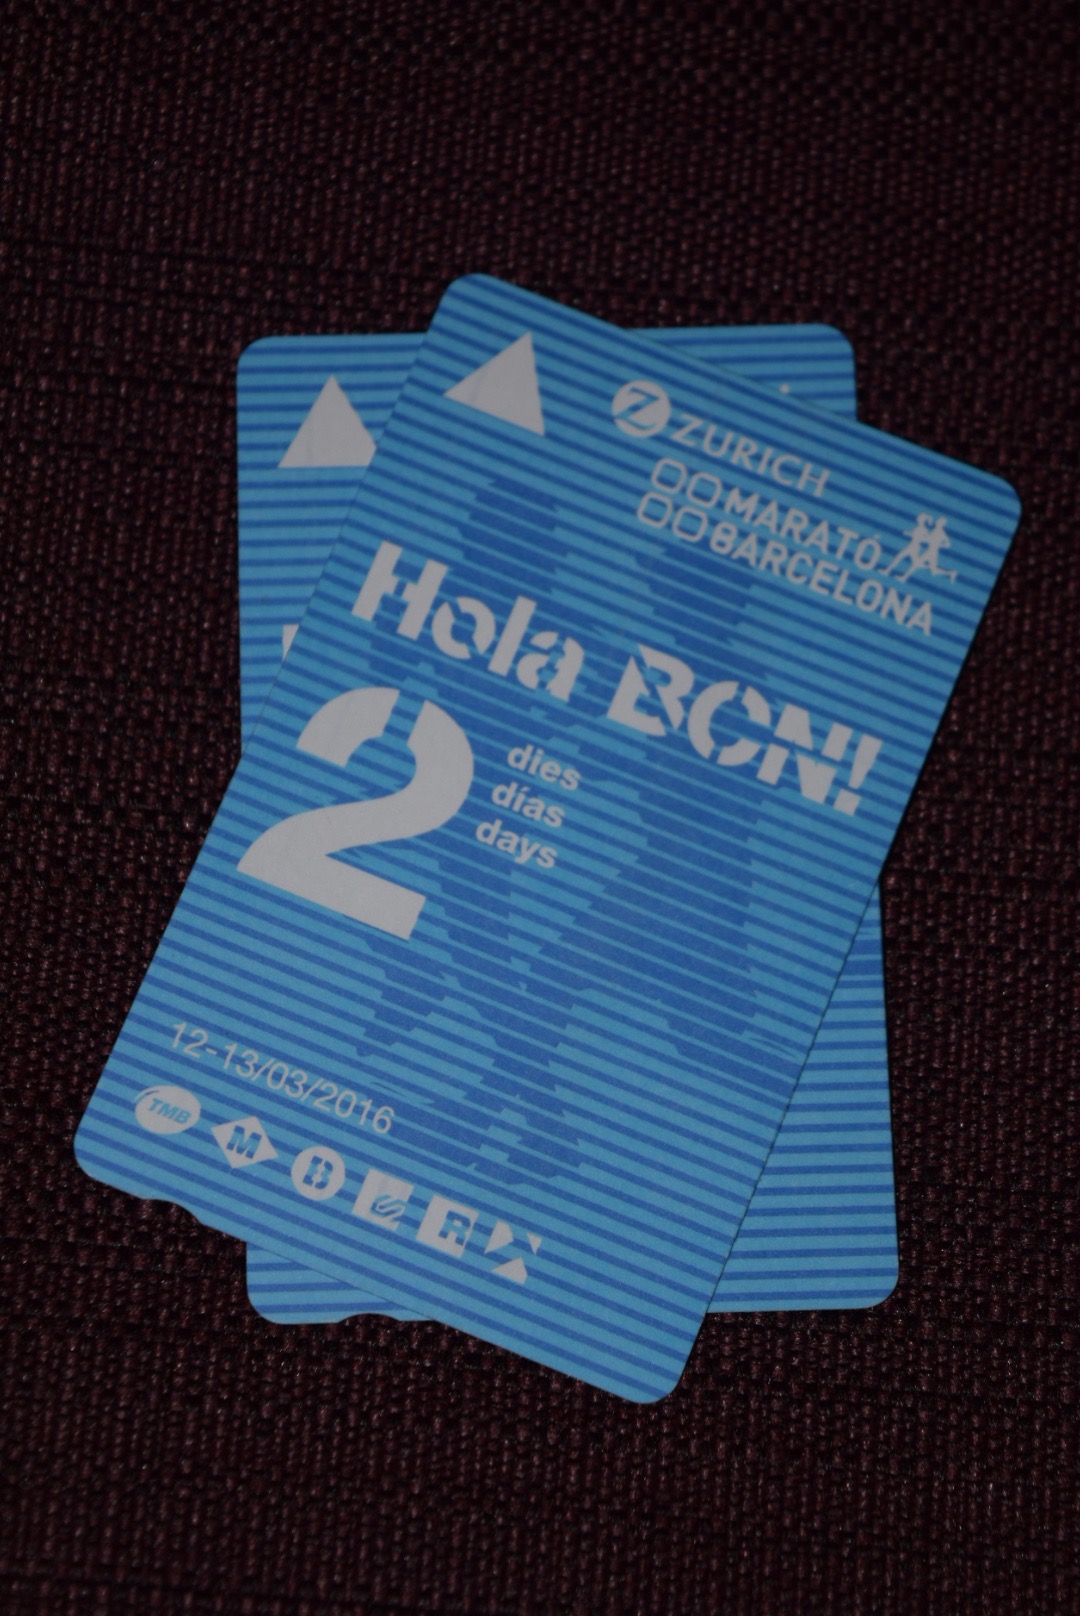 Z ZURICH
MARATÓ
BARCELONA
Hola BCN!
2
dies
días
days
12-13/03/2016
TMB M B R